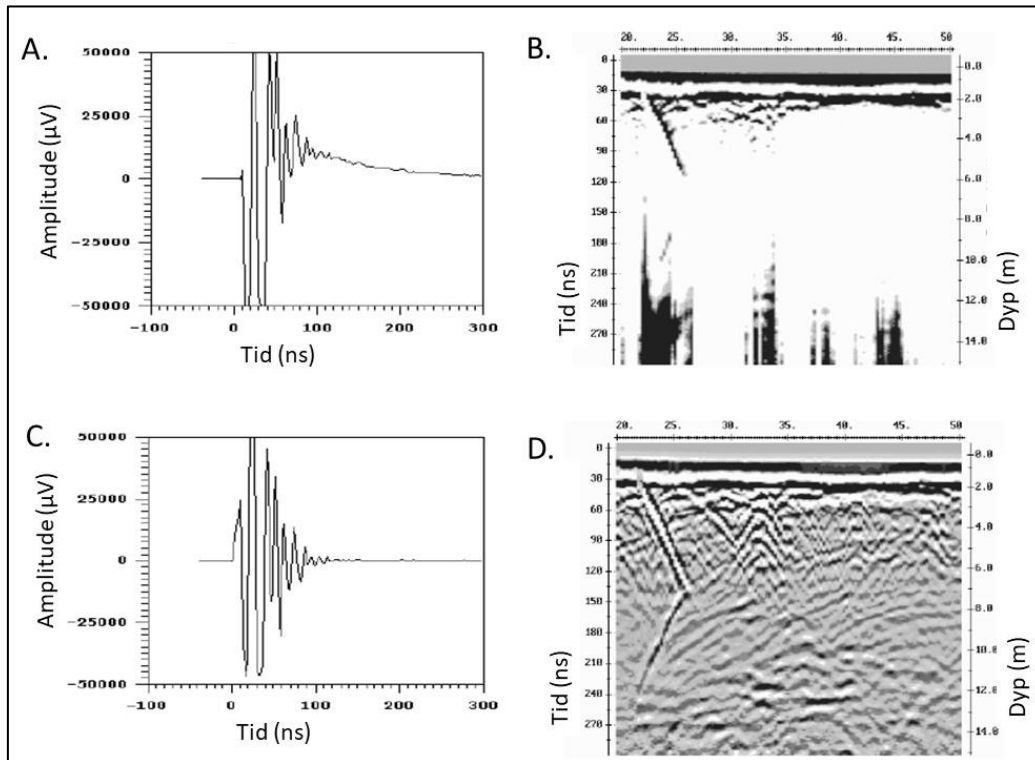 A.
50000
25000
0
-25000
-50000
Amplitude (µV)
-100 0 100 200 300
Tid (ns)
B.
20. 25. 30. 35. 40. 45. 50
0
30
60
90
120
150
180
210
240
270
Tid (ns)
0.0
2.0
4.0
6.0
8.0
10.0
12.0
14.0
Dyp (m)
C.
50000
25000
0
-25000
-50000
Amplitude (µV)
-100 0 100 200 300
Tid (ns)
D.
20. 25. 30. 35. 40. 45. 50
0
30
60
90
120
150
180
210
240
270
Tid (ns)
0.0
2.0
4.0
6.0
8.0
10.0
12.0
14.0
Dyp (m)